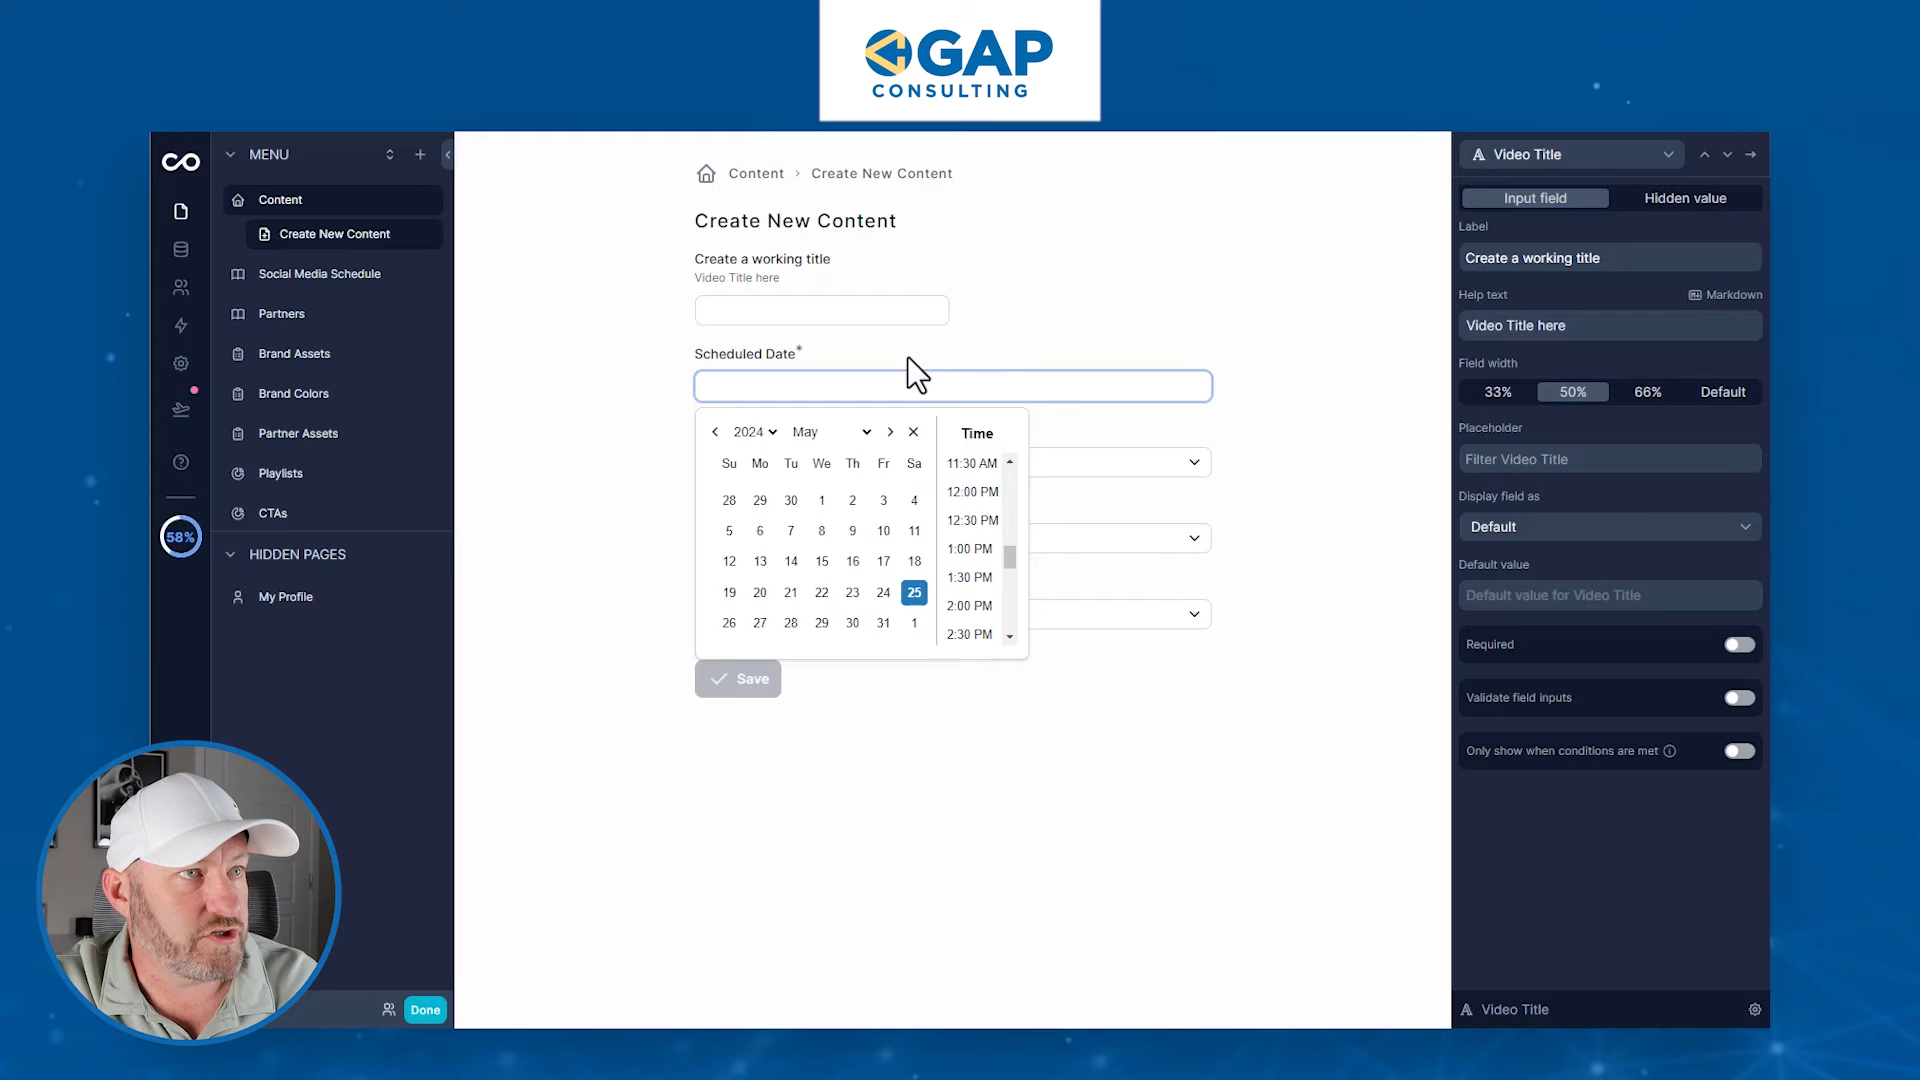 GAP
CONSULTING
MENU
Content
Create New Content
Social Media Schedule
Partners
Brand Assets
Brand Colors
Partner Assets
Playlists
CTAs
58%
HIDDEN PAGES
My Profile
Done
Content > Create New Content
Create New Content
Create a working title
Video Title here
Scheduled Date*
2024 May
Su Mo Tu We Th Fr Sa
28 29 30 1 2 3 4
5 6 7 8 9 10 11
12 13 14 15 16 17 18
19 20 21 22 23 24 25
26 27 28 29 30 31 1
Time
11:30 AM
12:00 PM
12:30 PM
1:00 PM
1:30 PM
2:00 PM
2:30 PM
Save
Video Title
Input field Hidden value
Label
Create a working title
Help text Markdown
Video Title here
Field width
33% 50% 66% Default
Placeholder
Filter Video Title
Display field as
Default
Default value
Default value for Video Title
Required
Validate field inputs
Only show when conditions are met
Video Title